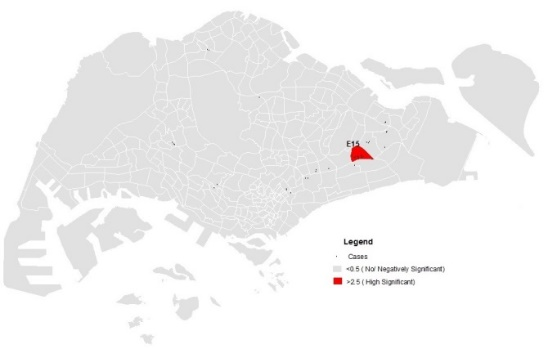 E15
Legend
Cases
<0.5 ( No/ Negatively Significant)
>2.5 ( High Significant)